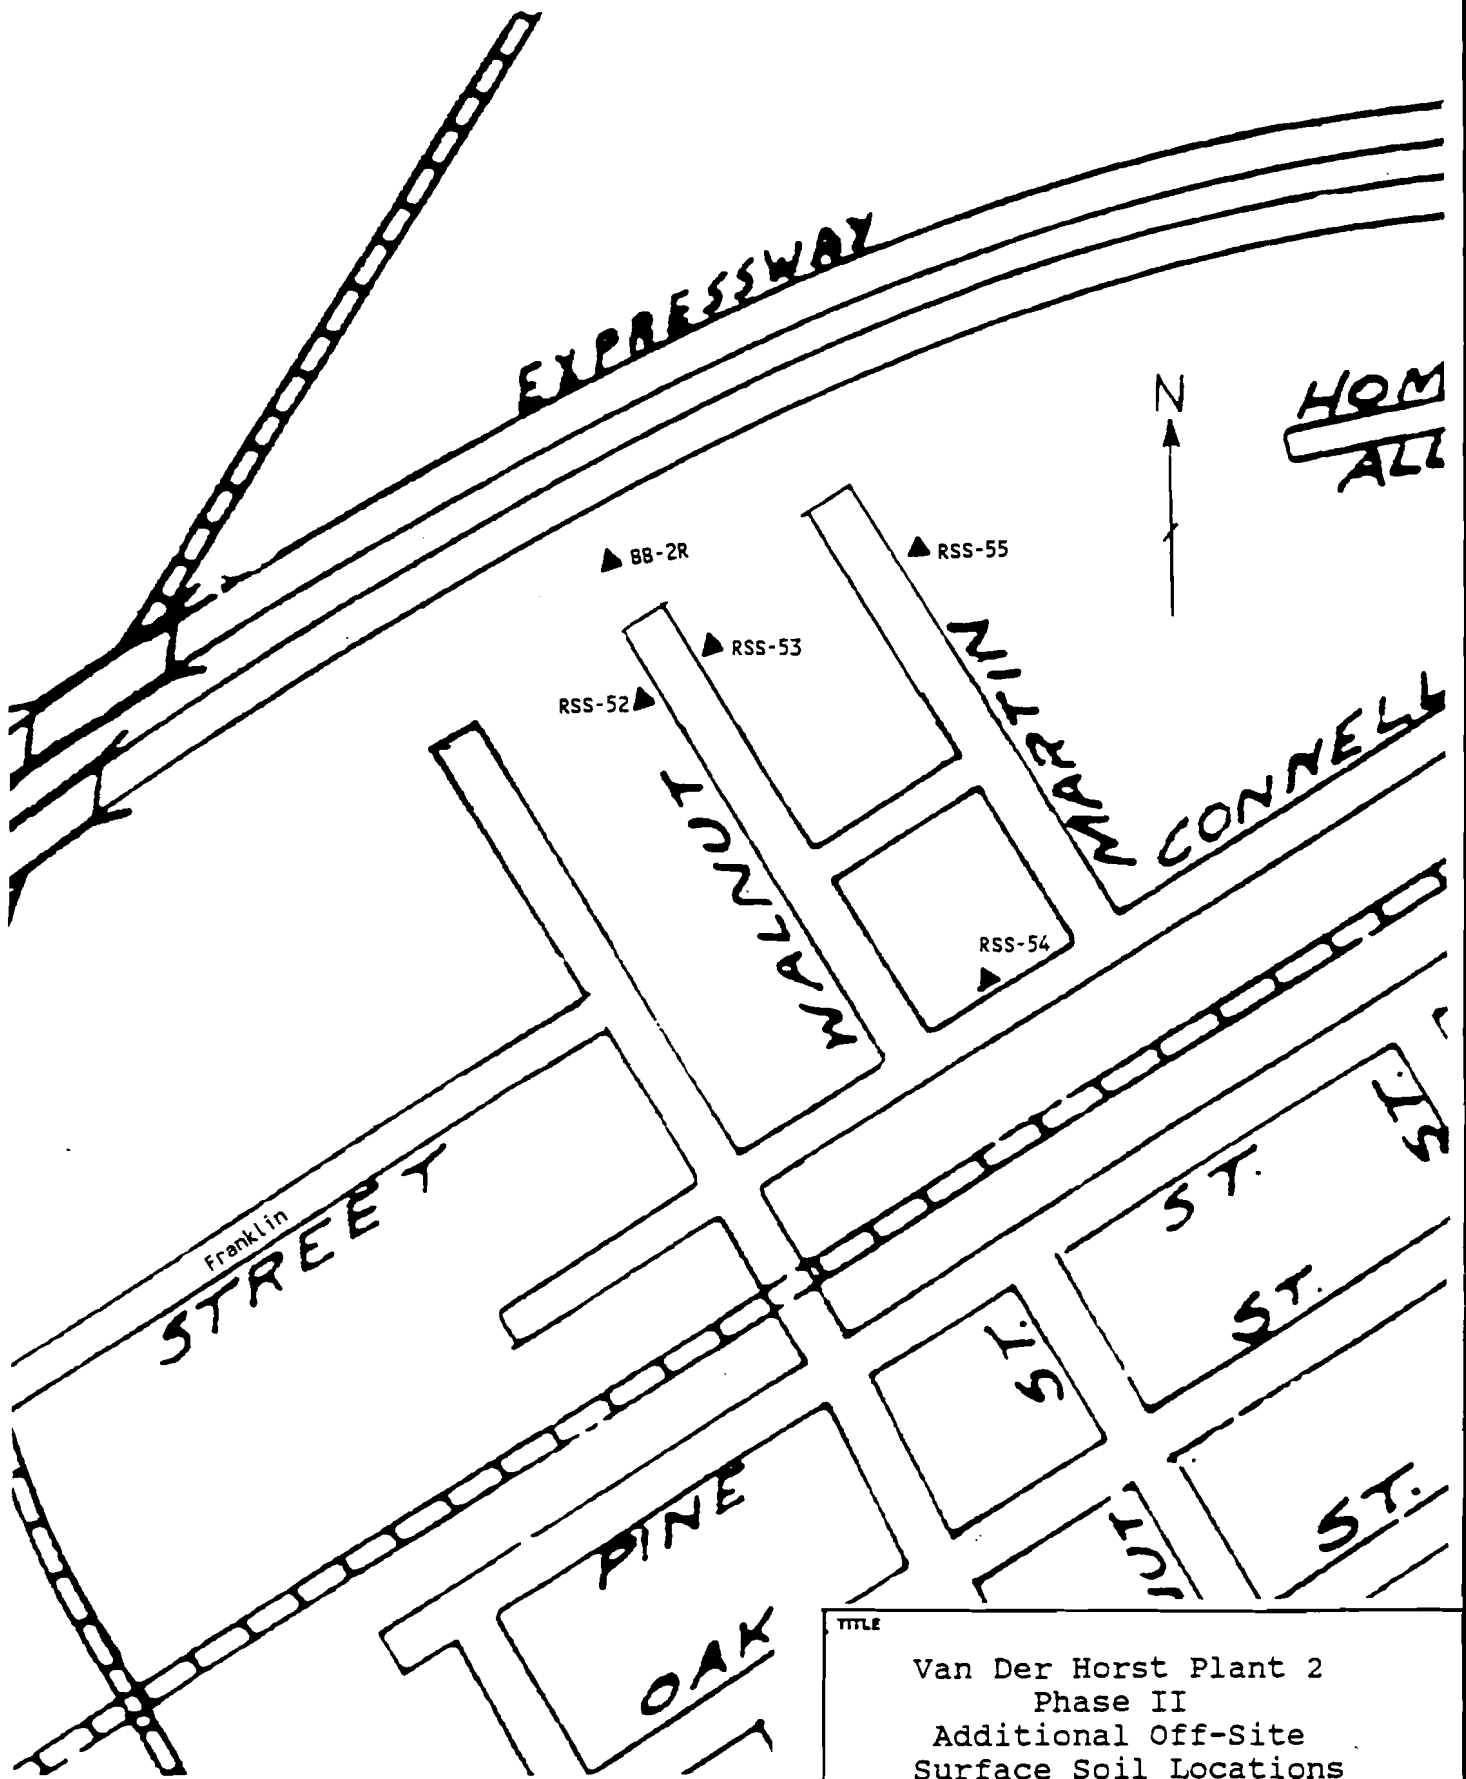 EXPRESSWAY
N
HOM
ALL
BB-2R
RSS-55
RSS-53
RSS-52
MARTIN
CONNELL
WALNUT
RSS-54
ST.
ST.
Franklin
STREET
ST.
ST.
PINE
ST.
UT
OAK
TITLE
Van Der Horst Plant 2
Phase II
Additional Off-Site
Surface Soil Locations